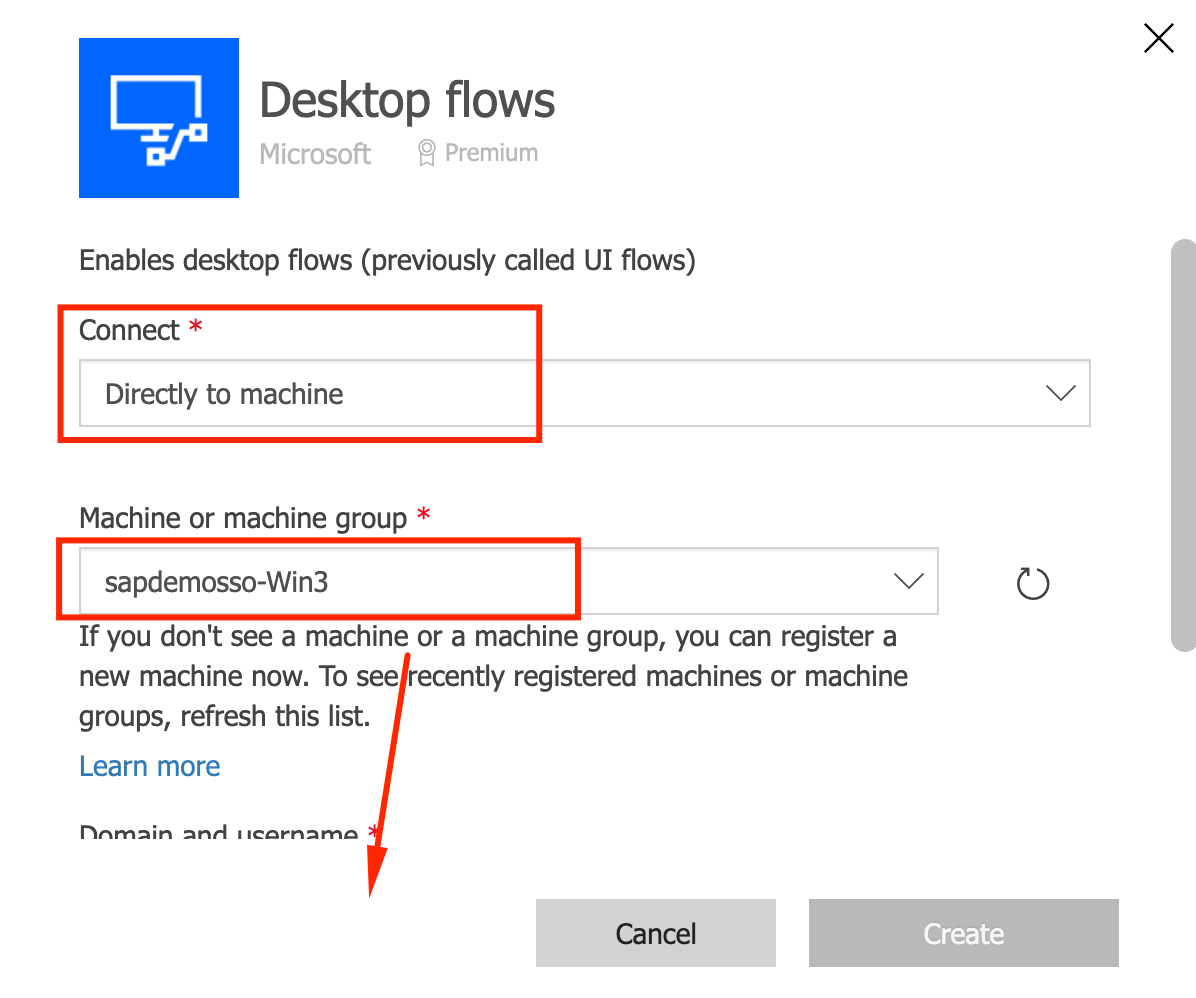 Desktop flows
Microsoft Premium
Enables desktop flows (previously called UI flows)
Connect *
Directly to machine
Machine or machine group *
sapdemosso-Win3
If you don't see a machine or a machine group, you can register a
new machine now. To see recently registered machines or machine
groups, refresh this list.
Learn more
Domain and username *
Cancel Create